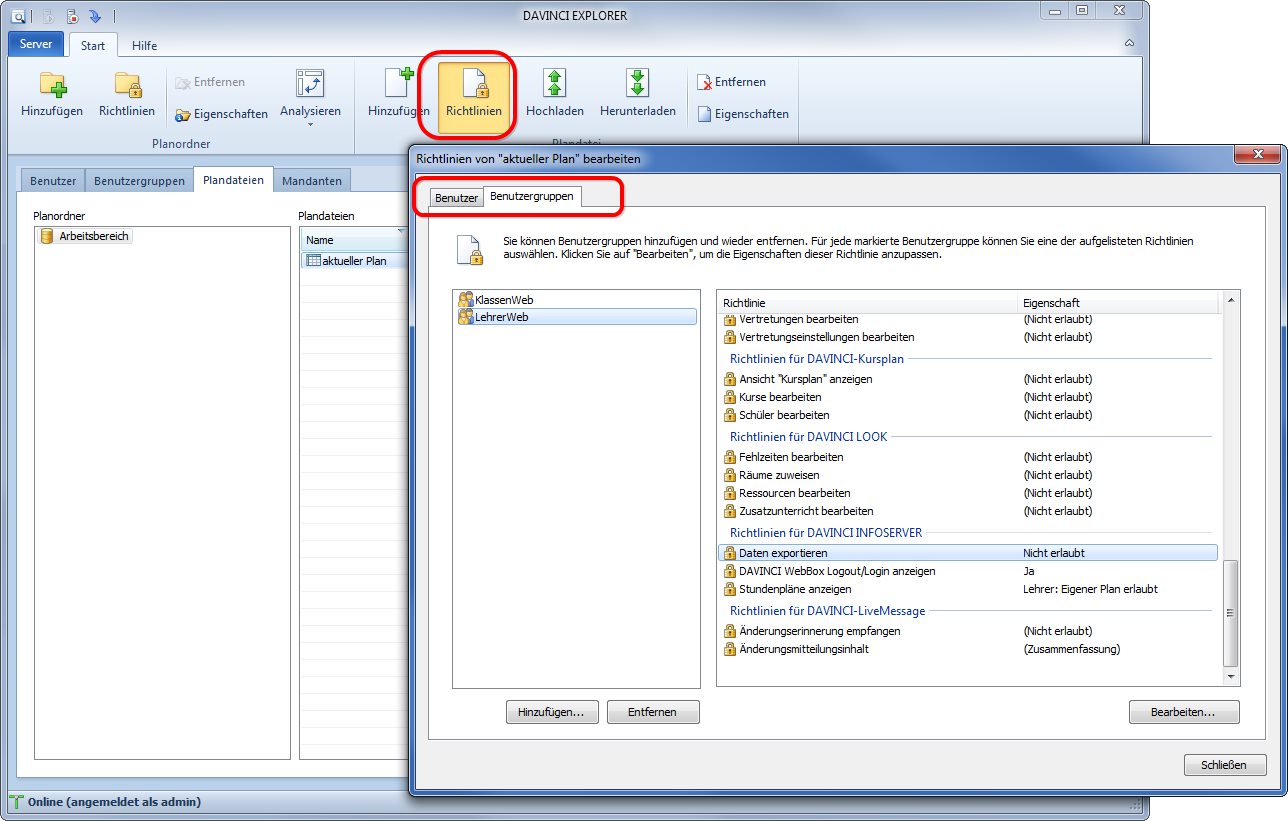 DAVINCI EXPLORER
Server Start Hilfe
Hinzufügen
Richtlinien
Entfernen
Eigenschaften
Analysieren
Planordner
Hinzufügen
Richtlinien
Hochladen
Herunterladen
Entfernen
Eigenschaften
Plandatei
Benutzer Benutzergruppen Plandateien Mandanten
Planordner
Arbeitsbereich
Plandateien
Name
aktueller Plan
Richtlinien von "aktueller Plan" bearbeiten
Benutzer Benutzergruppen
Sie können Benutzergruppen hinzufügen und wieder entfernen. Für jede markierte Benutzergruppe können Sie eine der aufgelisteten Richtlinien
auswählen. Klicken Sie auf "Bearbeiten", um die Eigenschaften dieser Richtlinie anzupassen.
KlassenWeb
LehrerWeb
Richtlinie Eigenschaft
Vertretungen bearbeiten (Nicht erlaubt)
Vertretungseinstellungen bearbeiten (Nicht erlaubt)
Richtlinien für DAVINCI-Kursplan
Ansicht "Kursplan" anzeigen (Nicht erlaubt)
Kurse bearbeiten (Nicht erlaubt)
Schüler bearbeiten (Nicht erlaubt)
Richtlinien für DAVINCI LOOK
Fehlzeiten bearbeiten (Nicht erlaubt)
Räume zuweisen (Nicht erlaubt)
Ressourcen bearbeiten (Nicht erlaubt)
Zusatzunterricht bearbeiten (Nicht erlaubt)
Richtlinien für DAVINCI INFOSERVER
Daten exportieren Nicht erlaubt
DAVINCI WebBox Logout/Login anzeigen Ja
Stundenpläne anzeigen Lehrer: Eigener Plan erlaubt
Richtlinien für DAVINCI-LiveMessage
Änderungserinnerung empfangen (Nicht erlaubt)
Änderungsmitteilungsinhalt (Zusammenfassung)
Hinzufügen... Entfernen Bearbeiten...
Schließen
Online (angemeldet als admin)